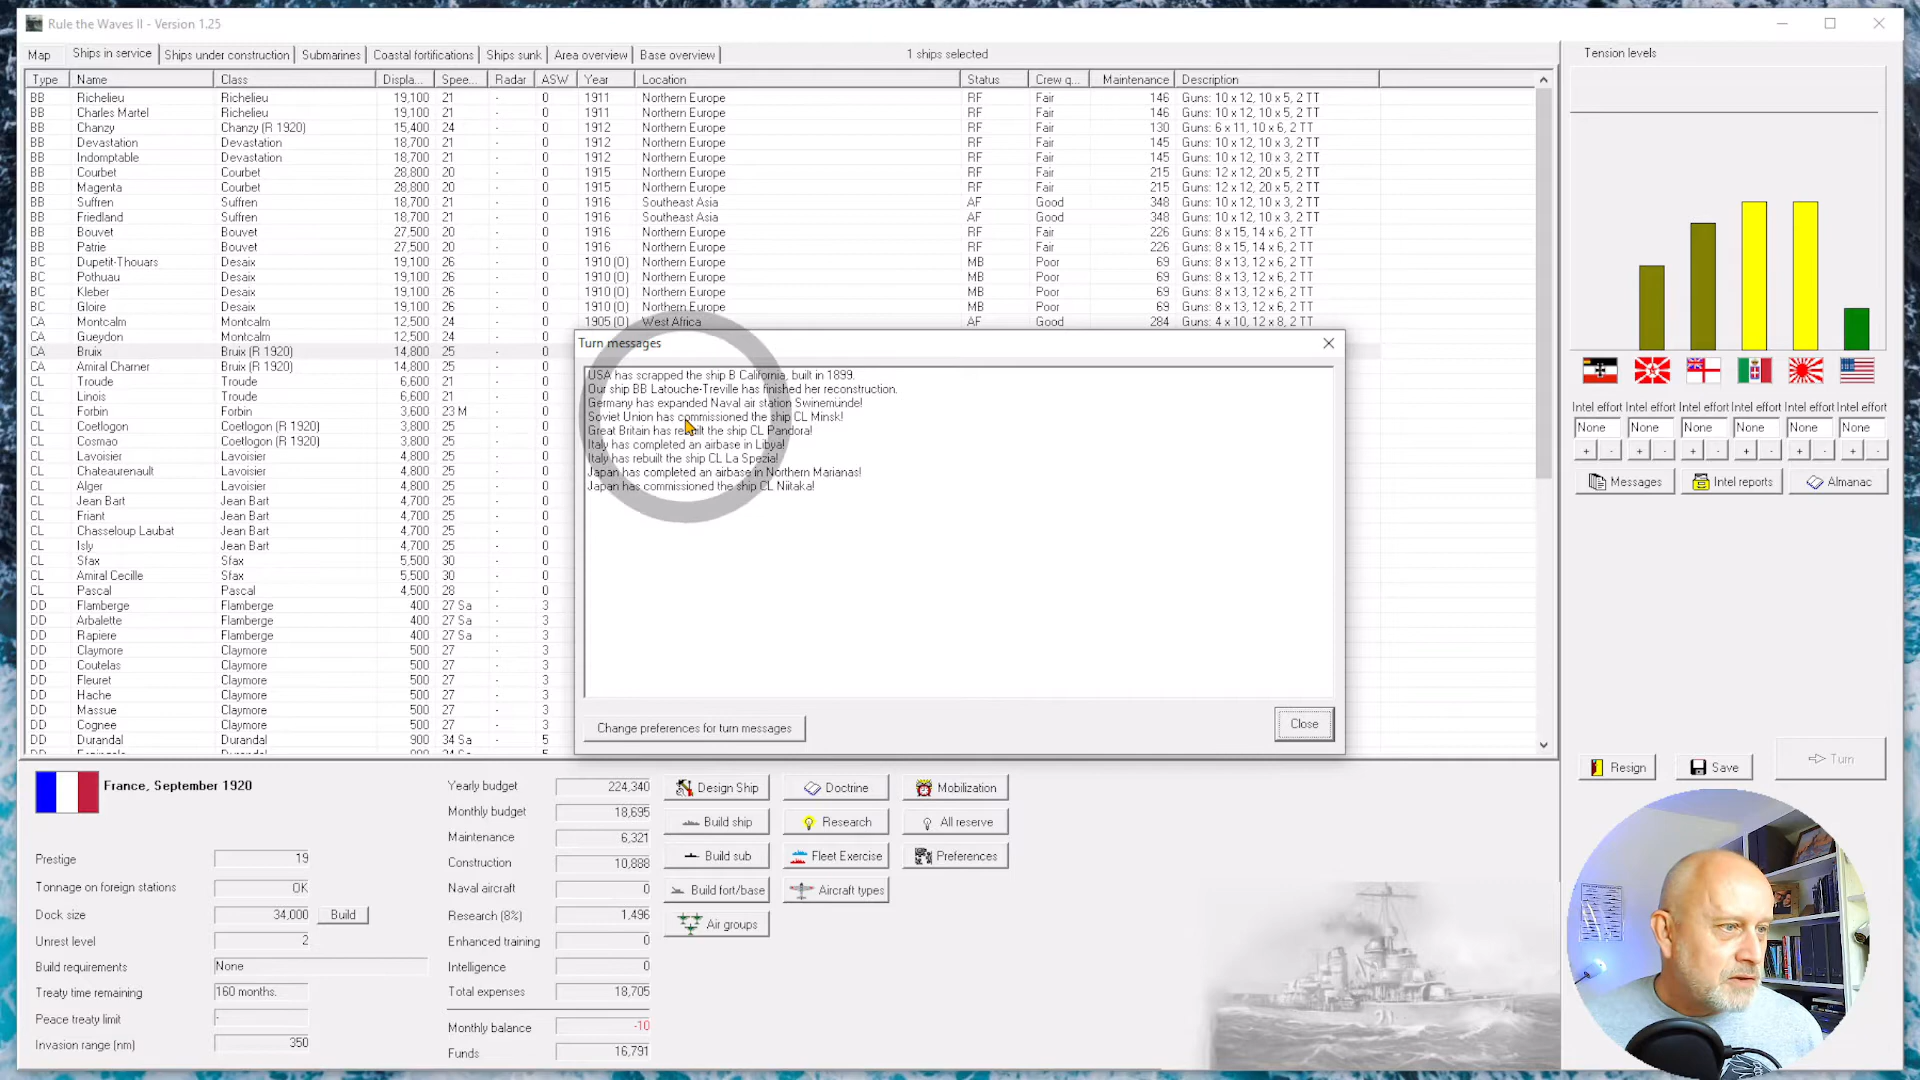 Rule the Waves II - Version 1.25
Map Ships in service Ships under construction Submarines Coastal fortifications Ships sunk Area overview Base overview 1 ships selected
Type Name Class Displa... Spee... Radar ASW Year Location Status Crew q... Maintenance Description
BB Richelieu Richelieu 19,100 21 - 0 1911 Northern Europe RF Fair 146 Guns: 10 x 12, 10 x 5, 2 TT
BB Charles Martel Richelieu 19,100 21 - 0 1911 Northern Europe RF Fair 146 Guns: 10 x 12, 10 x 5, 2 TT
BB Chanzy Chanzy (R 1920) 15,400 24 - 0 1912 Northern Europe RF Fair 130 Guns: 6 x 11, 10 x 6, 2 TT
BB Devastation Devastation 18,700 21 - 0 1912 Northern Europe RF Fair 145 Guns: 10 x 12, 10 x 3, 2 TT
BB Indomptable Devastation 18,700 21 - 0 1912 Northern Europe RF Fair 145 Guns: 10 x 12, 10 x 3, 2 TT
BB Courbet Courbet 28,800 20 - 0 1915 Northern Europe RF Fair 215 Guns: 12 x 12, 20 x 5, 2 TT
BB Magenta Courbet 28,800 20 - 0 1915 Northern Europe RF Fair 215 Guns: 12 x 12, 20 x 5, 2 TT
BB Suffren Suffren 18,700 21 - 0 1916 Southeast Asia AF Good 348 Guns: 10 x 12, 10 x 3, 2 TT
BB Friedland Suffren 18,700 21 - 0 1916 Southeast Asia AF Good 348 Guns: 10 x 12, 10 x 3, 2 TT
BB Bouvet Bouvet 27,500 20 - 0 1916 Northern Europe RF Fair 226 Guns: 8 x 15, 14 x 6, 2 TT
BB Patrie Bouvet 27,500 20 - 0 1916 Northern Europe RF Fair 226 Guns: 8 x 15, 14 x 6, 2 TT
BC Dupetit-Thouars Desaix 19,100 26 - 0 1910 (O) Northern Europe MB Poor 69 Guns: 8 x 13, 12 x 6, 2 TT
BC Pothuau Desaix 19,100 26 - 0 1910 (O) Northern Europe MB Poor 69 Guns: 8 x 13, 12 x 6, 2 TT
BC Kleber Desaix 19,100 26 - 0 1910 (O) Northern Europe MB Poor 69 Guns: 8 x 13, 12 x 6, 2 TT
BC Gloire Desaix 19,100 26 - 0 1910 (O) Northern Europe MB Poor 69 Guns: 8 x 13, 12 x 6, 2 TT
CA Montcalm Montcalm 12,500 24 - 0 1905 (O) West Africa AF Good 284 Guns: 4 x 10, 12 x 8, 2 TT
CA Gueydon Montcalm 12,500 24 - 0
CA Bruix Bruix (R 1920) 14,800 25 - 0
CA Amiral Charner Bruix (R 1920) 14,800 25 - 0
CL Troude Troude 6,600 21 - 0
CL Linois Troude 6,600 21 - 0
CL Forbin Forbin 3,600 23 M - 0
CL Coetlogon Coetlogon (R 1920) 4,800 25 - 0
CL Cosmao Coetlogon (R 1920) 4,800 25 - 0
CL Lavoisier Lavoisier 4,800 25 - 0
CL Chateaurenault Lavoisier 4,800 25 - 0
CL Alger Lavoisier 4,800 25 - 0
CL Jean Bart Jean Bart 4,700 25 - 0
CL Friant Jean Bart 4,700 25 - 0
CL Chasseloup Laubat Jean Bart 4,700 25 - 0
CL Isly Jean Bart 4,700 25 - 0
CL Sfax Sfax 5,500 30 - 0
CL Amiral Cecille Sfax 5,500 30 - 0
CL Pascal Pascal 4,500 28 - 0
DD Flamberge Flamberge 400 27 Sa - 3
DD Arbalette Flamberge 400 27 Sa - 3
DD Rapiere Flamberge 400 27 Sa - 3
DD Claymore Claymore 500 27 - 3
DD Coutelas Claymore 500 27 - 3
DD Fleuret Claymore 500 27 - 3
DD Hache Claymore 500 27 - 3
DD Massue Claymore 500 27 - 3
DD Cognee Claymore 500 27 - 3
DD Durandal Durandal 900 34 Sa - 5
Turn messages
USA has scrapped the ship B California, built in 1899.
Our ship BB Latouche-Treville has finished her reconstruction.
Germany has expanded Naval air station Swinemünde!
Soviet Union has commissioned the ship CL Minsk!
Great Britain has rebuilt the ship CL Pandora!
Italy has completed an airbase in Libya!
Italy has rebuilt the ship CL La Spezia!
Japan has completed an airbase in Northern Marianas!
Japan has commissioned the ship CL Niitaka!
Change preferences for turn messages Close
Tension levels
Intel effort Intel effort Intel effort Intel effort Intel effort Intel effort
None None None None None None
+ - + - + - + - + - + -
Messages Intel reports Almanac
Resign Save Turn
France, September 1920
Prestige 19
Tonnage on foreign stations OK
Dock size 34,000 Build
Unrest level 2
Build requirements None
Treaty time remaining 160 months.
Peace treaty limit -
Invasion range (nm) 350
Yearly budget 224,340
Monthly budget 18,695
Maintenance 6,321
Construction 10,888
Naval aircraft 0
Research (8%) 1,496
Enhanced training 0
Intelligence 0
Total expenses 18,705
Monthly balance -10
Funds 16,791
Design Ship Doctrine Mobilization
Build ship Research All reserve
Build sub Fleet Exercise Preferences
Build fort/base Aircraft types
Air groups